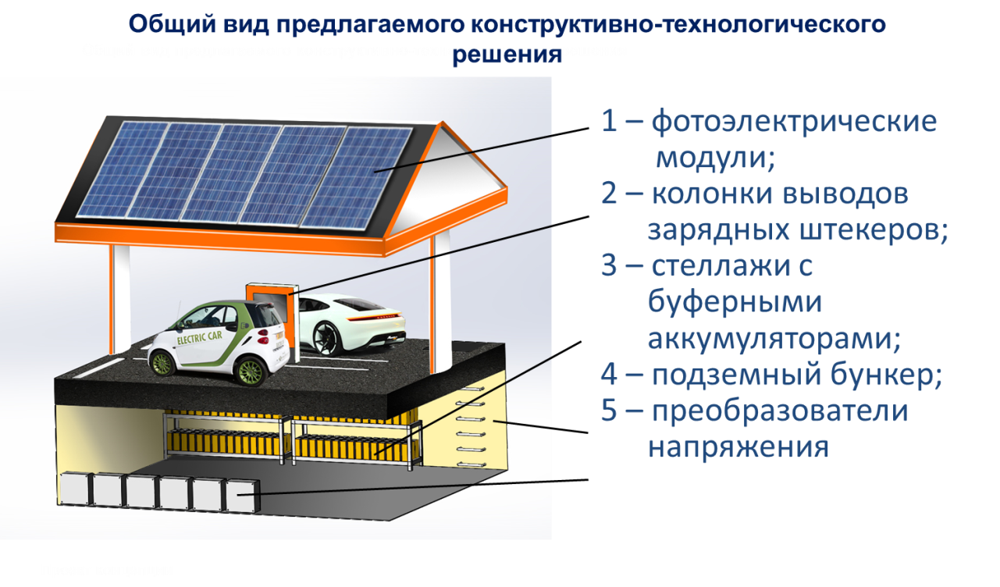 Общий вид предлагаемого конструктивно-технологического
решения
1 – фотоэлектрические
модули;
2 – колонки выводов
зарядных штекеров;
3 – стеллажи с
буферными
аккумуляторами;
4 – подземный бункер;
5 – преобразователи
напряжения
ELECTRIC CAR